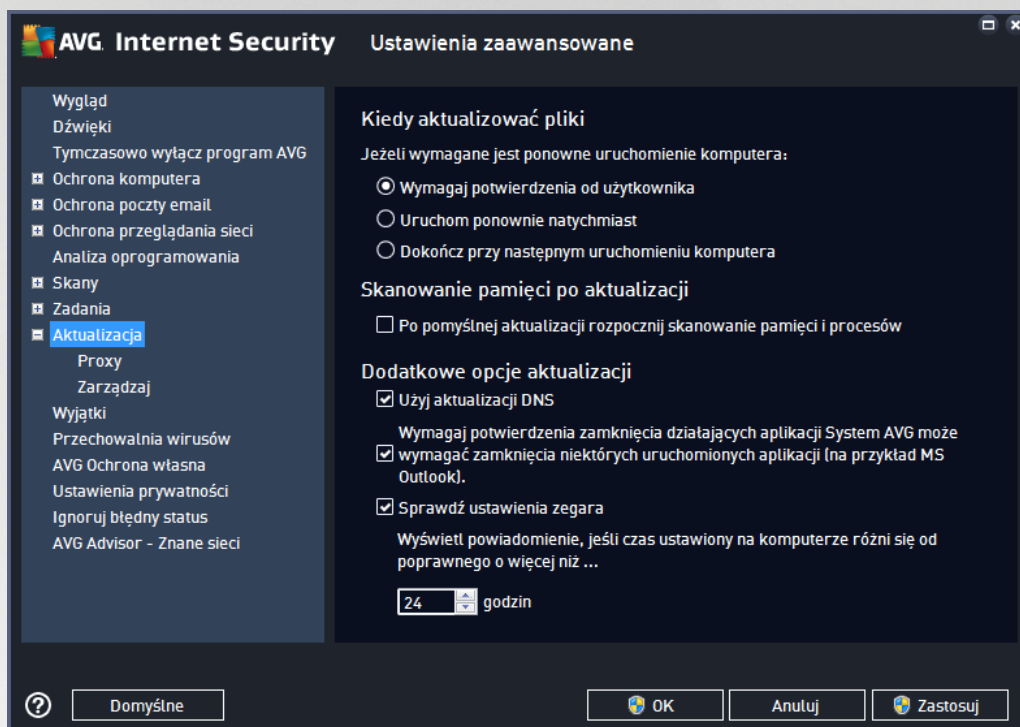 AVG. Internet Security
Ustawienia zaawansowane
Wygląd
Dźwięki
Tymczasowo wyłącz program AVG
Ochrona komputera
Ochrona poczty email
Ochrona przeglądania sieci
Analiza oprogramowania
Skany
Zadania
Aktualizacja
Proxy
Zarządzaj
Wyjątki
Przechowalnia wirusów
AVG Ochrona własna
Ustawienia prywatności
Ignoruj błędny status
AVG Advisor - Znane sieci
Kiedy aktualizować pliki
Jeżeli wymagane jest ponowne uruchomienie komputera:
Wymagaj potwierdzenia od użytkownika
Uruchom ponownie natychmiast
Dokończ przy następnym uruchomieniu komputera
Skanowanie pamięci po aktualizacji
Po pomyślnej aktualizacji rozpocznij skanowanie pamięci i procesów
Dodatkowe opcje aktualizacji
Użyj aktualizacji DNS
Wymagaj potwierdzenia zamknięcia działających aplikacji System AVG może
wymagać zamknięcia niektórych uruchomionych aplikacji (na przykład MS
Outlook).
Sprawdź ustawienia zegara
Wyświetl powiadomienie, jeśli czas ustawiony na komputerze różni się od
poprawnego o więcej niż ...
24 godzin
? Domyślne
OK
Anuluj
Zastosuj